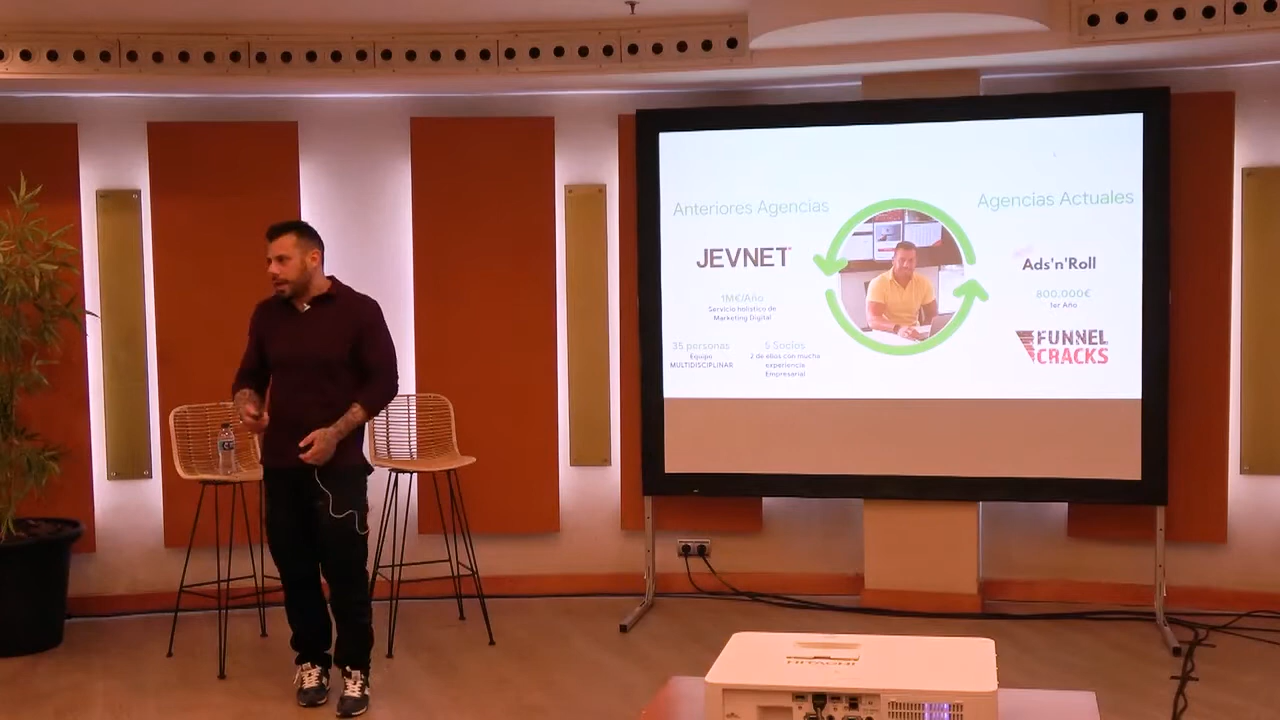 Anteriores Agencias
JEVNET
1M€/Año
Servicio holístico de
Marketing Digital
35 personas
Equipo
MULTIDISCIPLINAR
5 Socios
2 de ellos con mucha
experiencia
Empresarial
Agencias Actuales
Ads'n'Roll
800.000€
1er Año
FUNNEL
CRACKS
HITACHI